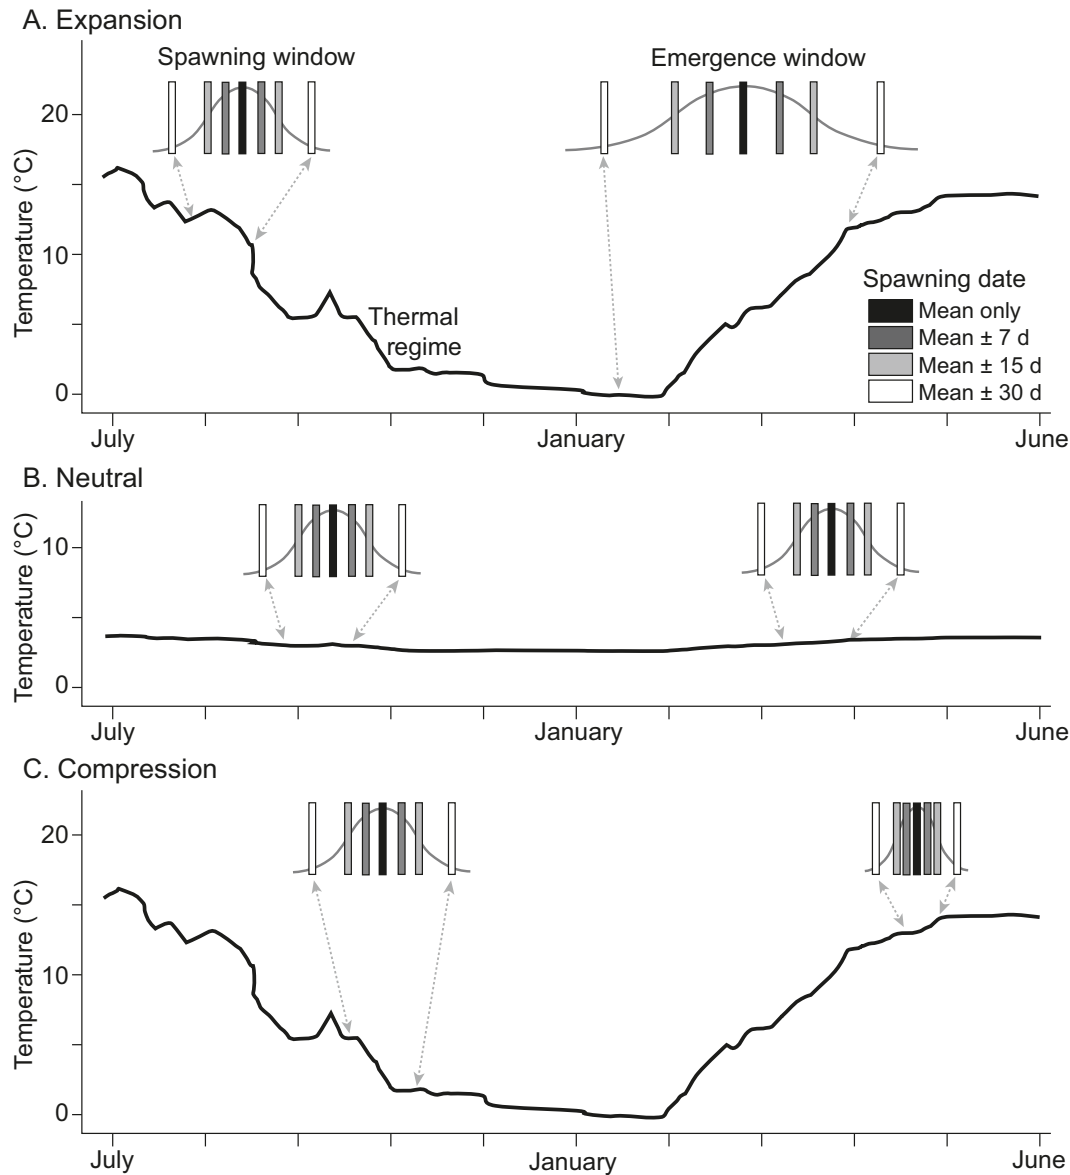 A. Expansion
Spawning window
Emergence window
Temperature (°C)
20
10
0
Thermal
regime
Spawning date
Mean only
Mean ± 7 d
Mean ± 15 d
Mean ± 30 d
July
January
June
B. Neutral
Temperature (°C)
10
0
July
January
June
C. Compression
Temperature (°C)
20
10
0
July
January
June